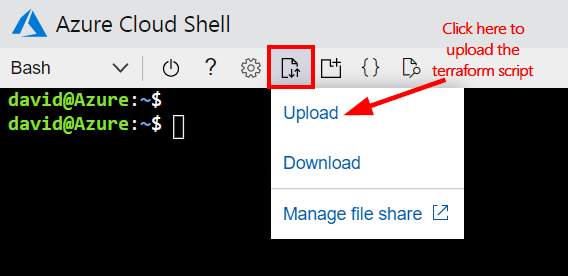 Azure Cloud Shell
Click here to
upload the
terraform script
Bash
?
{ }
david@Azure:~$
david@Azure:~$
Upload
Download
Manage file share